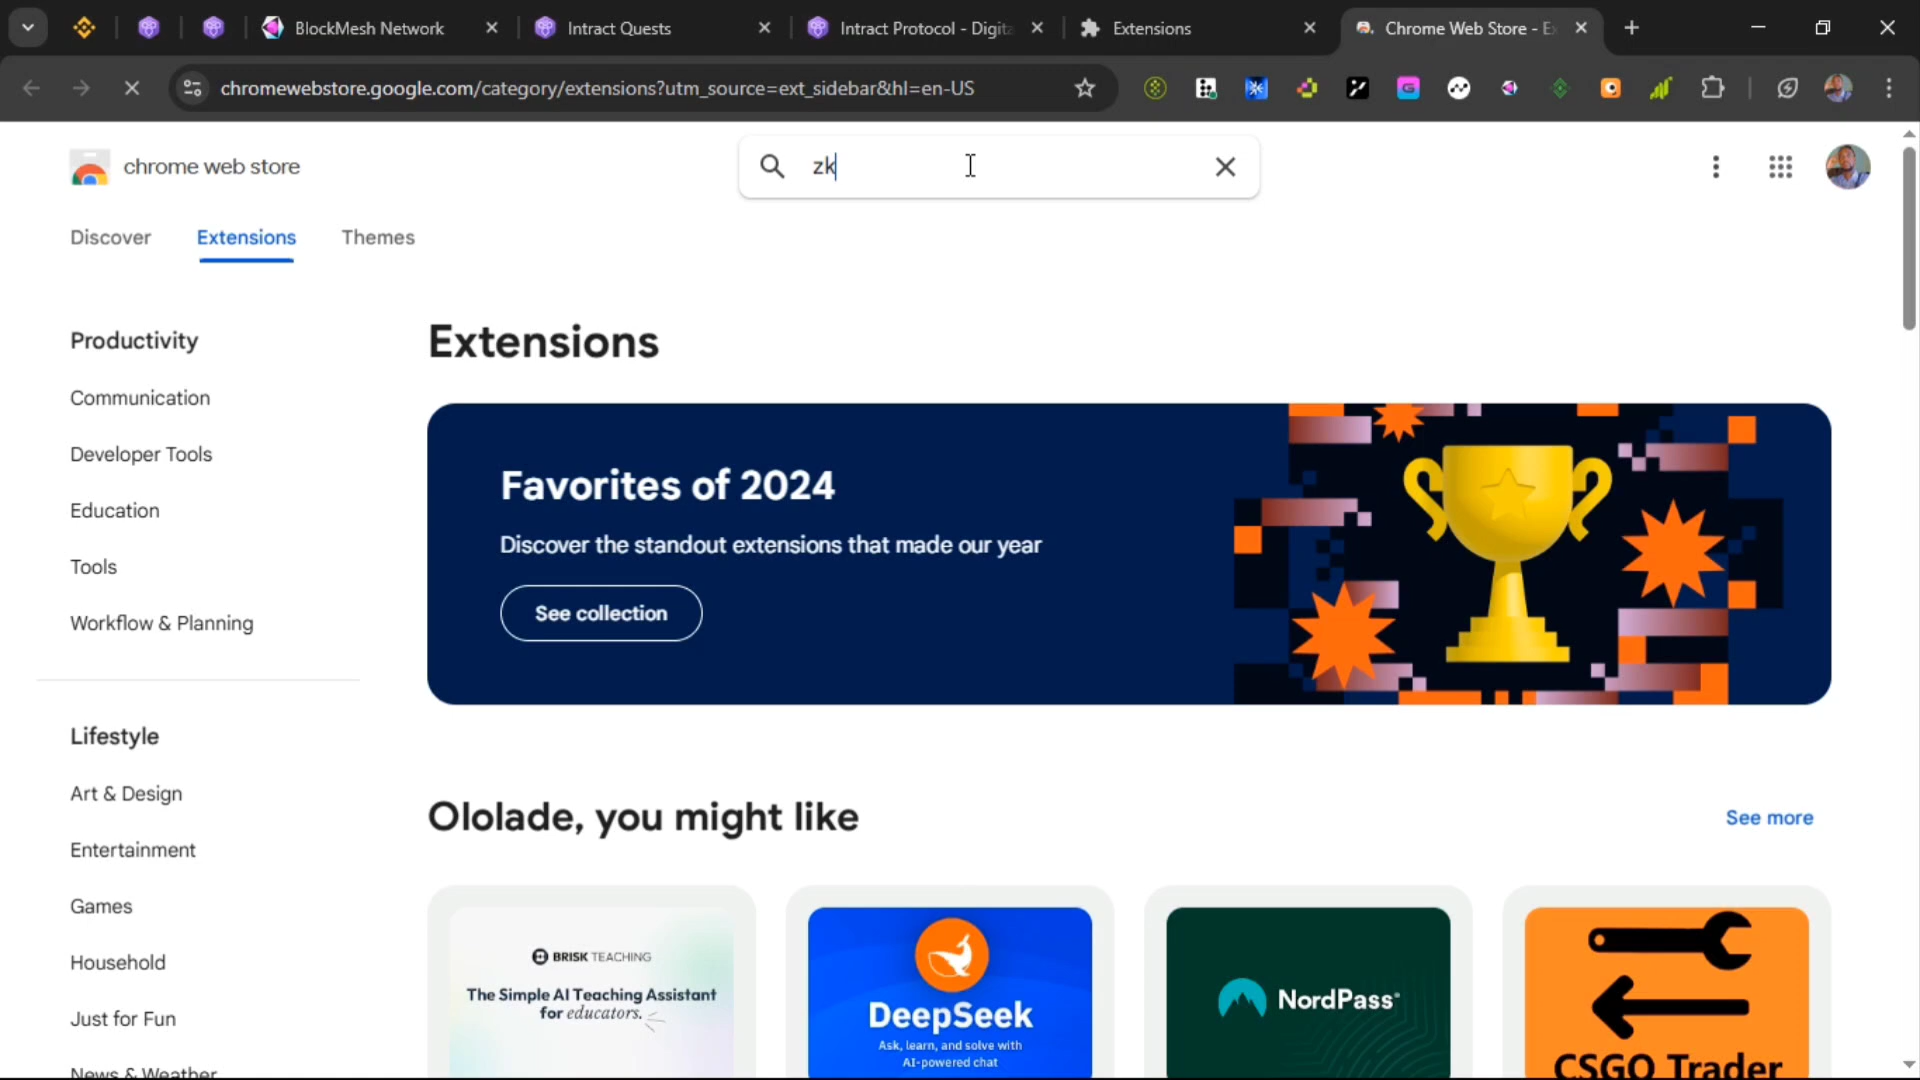 BlockMesh Network
Intract Quests
Intract Protocol - Digit
Extensions
Chrome Web Store - E
chromewebstore.google.com/category/extensions?utm_source=ext_sidebar&hl=en-US
chrome web store
zk
Discover
Extensions
Themes
Productivity
Communication
Developer Tools
Education
Tools
Workflow & Planning
Lifestyle
Art & Design
Entertainment
Games
Household
Just for Fun
News & Weather
Extensions
Favorites of 2024
Discover the standout extensions that made our year
See collection
Ololade, you might like
See more
BRISK TEACHING
The Simple AI Teaching Assistant
for educators.
DeepSeek
Ask, learn, and solve with
AI-powered chat
NordPass®
CSGO Trader